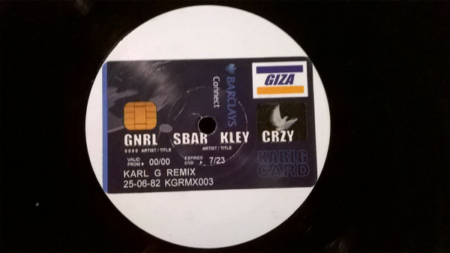 BARCLAYS
Connect
GIZA
GNRL SBAR KLEY CRZY
ARTIST / TITLE ARTIST / TITLE
VALID FROM 00/00 EXPIRES END 7/23
KARL G REMIX
25-06-82 KGRMX003
KARLG
CARD